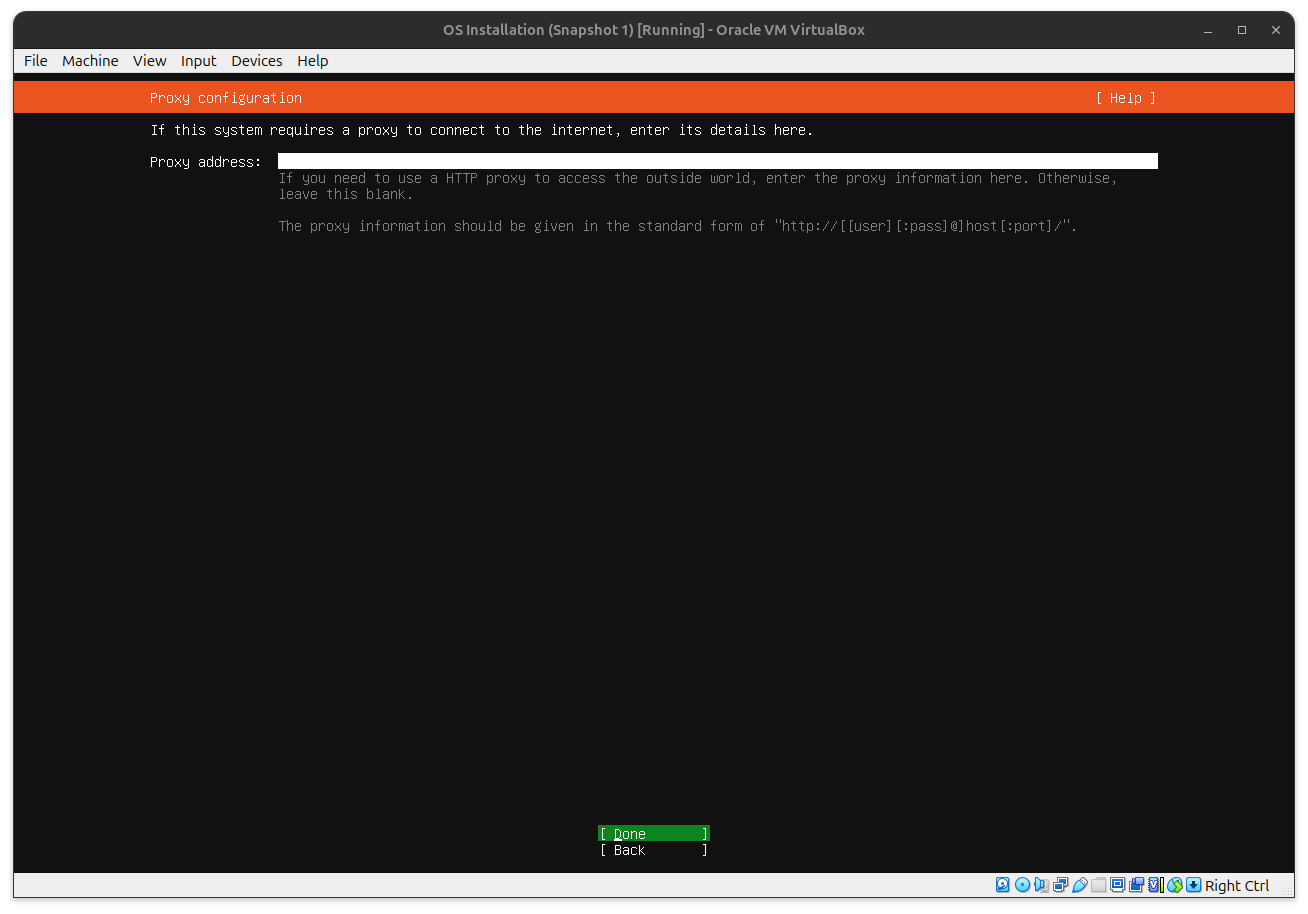 OS Installation (Snapshot 1) [Running] - Oracle VM VirtualBox
File Machine View Input Devices Help
Proxy configuration [ Help ]
If this system requires a proxy to connect to the internet, enter its details here.
Proxy address:
If you need to use a HTTP proxy to access the outside world, enter the proxy information here. Otherwise,
leave this blank.
The proxy information should be given in the standard form of "http://[[user][:pass]@]host[:port]/".
[ Done ]
[ Back ]
Right Ctrl